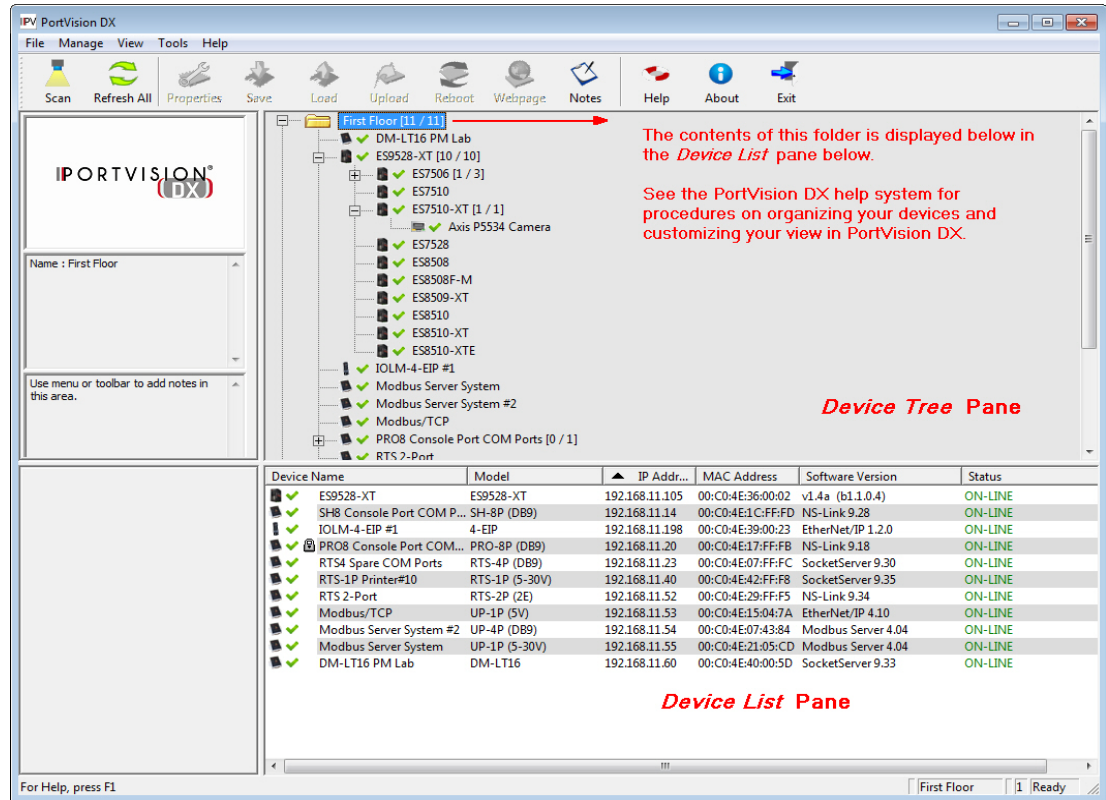 PortVision DX
File Manage View Tools Help
Scan Refresh All Properties Save Load Upload Reboot Webpage Notes Help About Exit
PORTVISION®
DX
Name : First Floor
Use menu or toolbar to add notes in
this area.
First Floor [11 / 11]
DM-LT16 PM Lab
ES9528-XT [10 / 10]
ES7506 [1 / 3]
ES7510
ES7510-XT [1 / 1]
Axis P5534 Camera
ES7528
ES8508
ES8508F-M
ES8509-XT
ES8510
ES8510-XT
ES8510-XTE
IOLM-4-EIP #1
Modbus Server System
Modbus Server System #2
Modbus/TCP
PRO8 Console Port COM Ports [0 / 1]
RTS 2-Port
The contents of this folder is displayed below in
the Device List pane below.
See the PortVision DX help system for
procedures on organizing your devices and
customizing your view in PortVision DX.
Device Tree Pane
Device Name Model IP Addr... MAC Address Software Version Status
ES9528-XT ES9528-XT 192.168.11.105 00:C0:4E:36:00:02 v1.4a (b1.1.0.4) ON-LINE
SH8 Console Port COM P... SH-8P (DB9) 192.168.11.14 00:C0:4E:1C:FF:FD NS-Link 9.28 ON-LINE
IOLM-4-EIP #1 4-EIP 192.168.11.198 00:C0:4E:39:00:23 EtherNet/IP 1.2.0 ON-LINE
PRO8 Console Port COM... PRO-8P (DB9) 192.168.11.20 00:C0:4E:17:FF:FB NS-Link 9.18 ON-LINE
RTS4 Spare COM Ports RTS-4P (DB9) 192.168.11.23 00:C0:4E:07:FF:FC SocketServer 9.30 ON-LINE
RTS-1P Printer#10 RTS-1P (5-30V) 192.168.11.40 00:C0:4E:42:FF:F8 SocketServer 9.35 ON-LINE
RTS 2-Port RTS-2P (2E) 192.168.11.52 00:C0:4E:29:FF:F5 NS-Link 9.34 ON-LINE
Modbus/TCP UP-1P (5V) 192.168.11.53 00:C0:4E:15:04:7A EtherNet/IP 4.10 ON-LINE
Modbus Server System #2 UP-4P (DB9) 192.168.11.54 00:C0:4E:07:43:84 Modbus Server 4.04 ON-LINE
Modbus Server System UP-1P (5-30V) 192.168.11.55 00:C0:4E:21:05:CD Modbus Server 4.04 ON-LINE
DM-LT16 PM Lab DM-LT16 192.168.11.60 00:C0:4E:40:00:5D SocketServer 9.33 ON-LINE
Device List Pane
For Help, press F1 First Floor 1 Ready